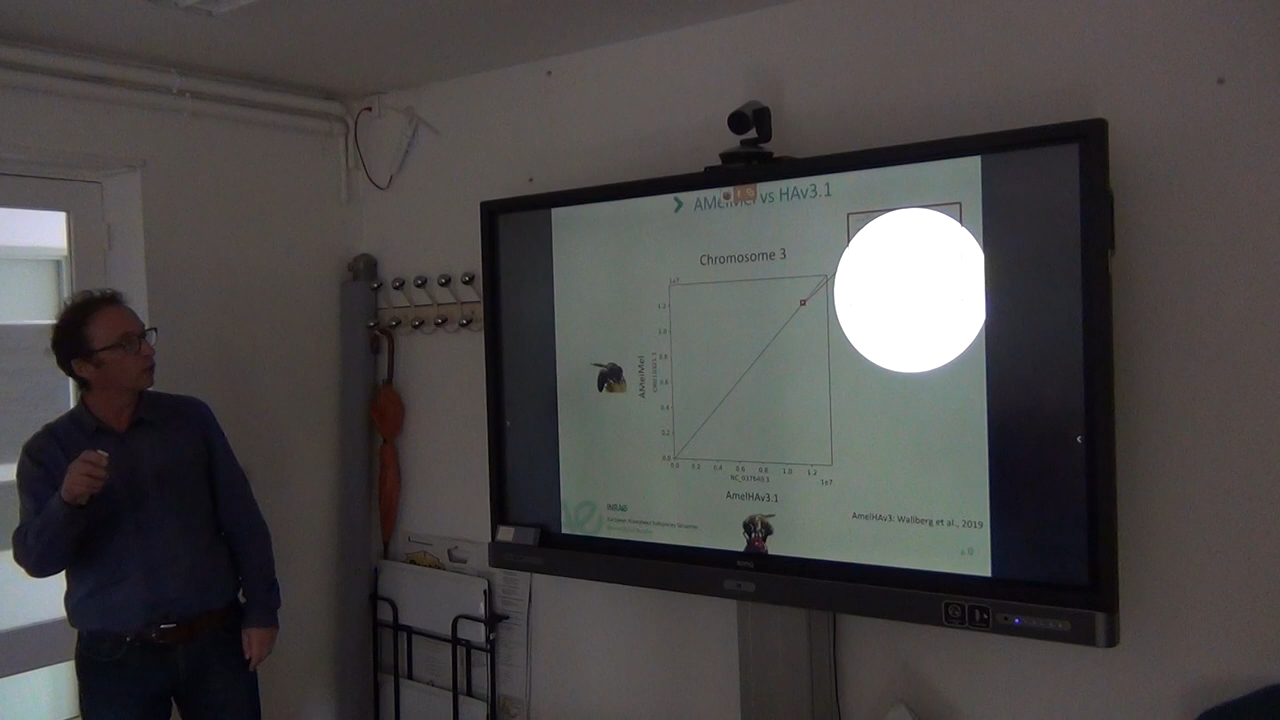 AMelMel vs HAv3.1
Chromosome 3
1e7
1.2
1.0
0.8
0.6
0.4
0.2
0.0
AMelMel
0.0 0.2 0.4 0.6 0.8 1.0 1.2
1e7
NC_037640.1
AmelHAv3.1
INRAE
AmelHAv3: Wallberg et al., 2019
BenQ